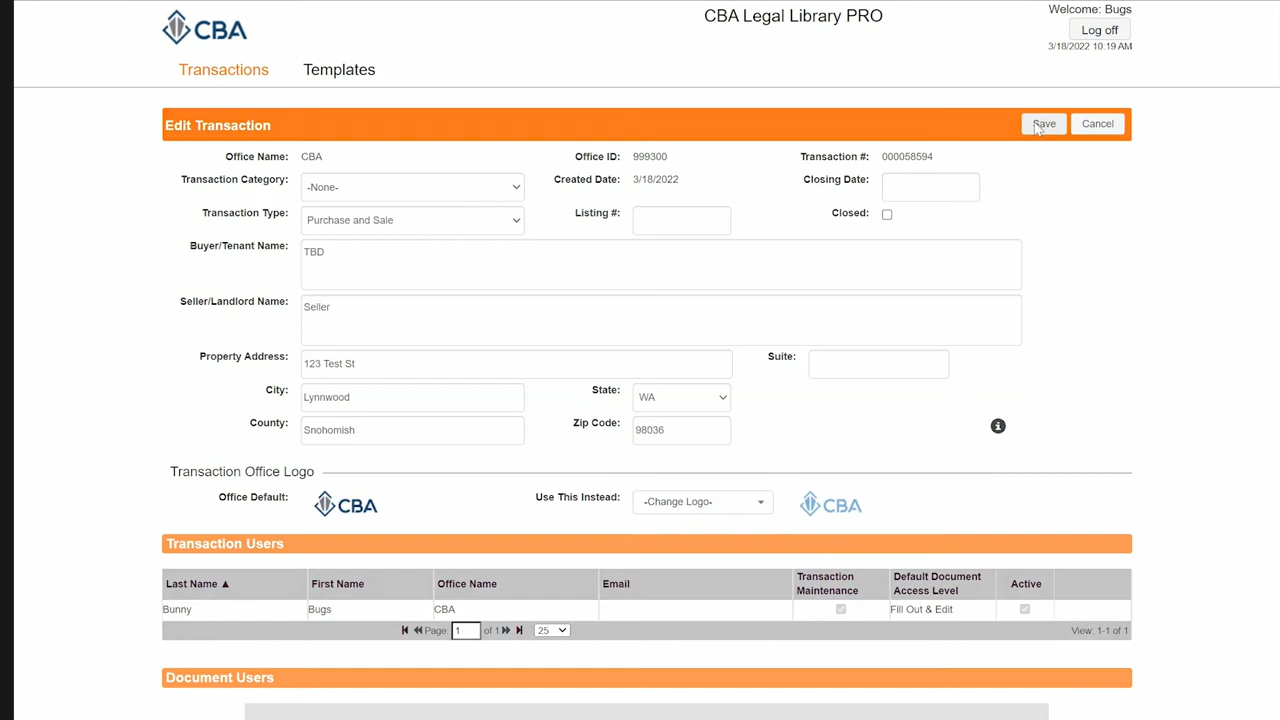 CBA
CBA Legal Library PRO
Welcome: Bugs
Log off
3/18/2022 10:19 AM
Transactions Templates
Edit Transaction Save Cancel
Office Name: CBA Office ID: 999300 Transaction #: 000058594
Transaction Category: -None- Created Date: 3/18/2022 Closing Date:
Transaction Type: Purchase and Sale Listing #: Closed:
Buyer/Tenant Name: TBD
Seller/Landlord Name: Seller
Property Address: 123 Test St Suite:
City: Lynnwood State: WA
County: Snohomish Zip Code: 98036
Transaction Office Logo
Office Default: CBA Use This Instead: -Change Logo- CBA
Transaction Users
Last Name ▲ First Name Office Name Email Transaction Maintenance Default Document Access Level Active
Bunny Bugs CBA Fill Out & Edit
Page: 1 of 1 25 View: 1-1 of 1
Document Users